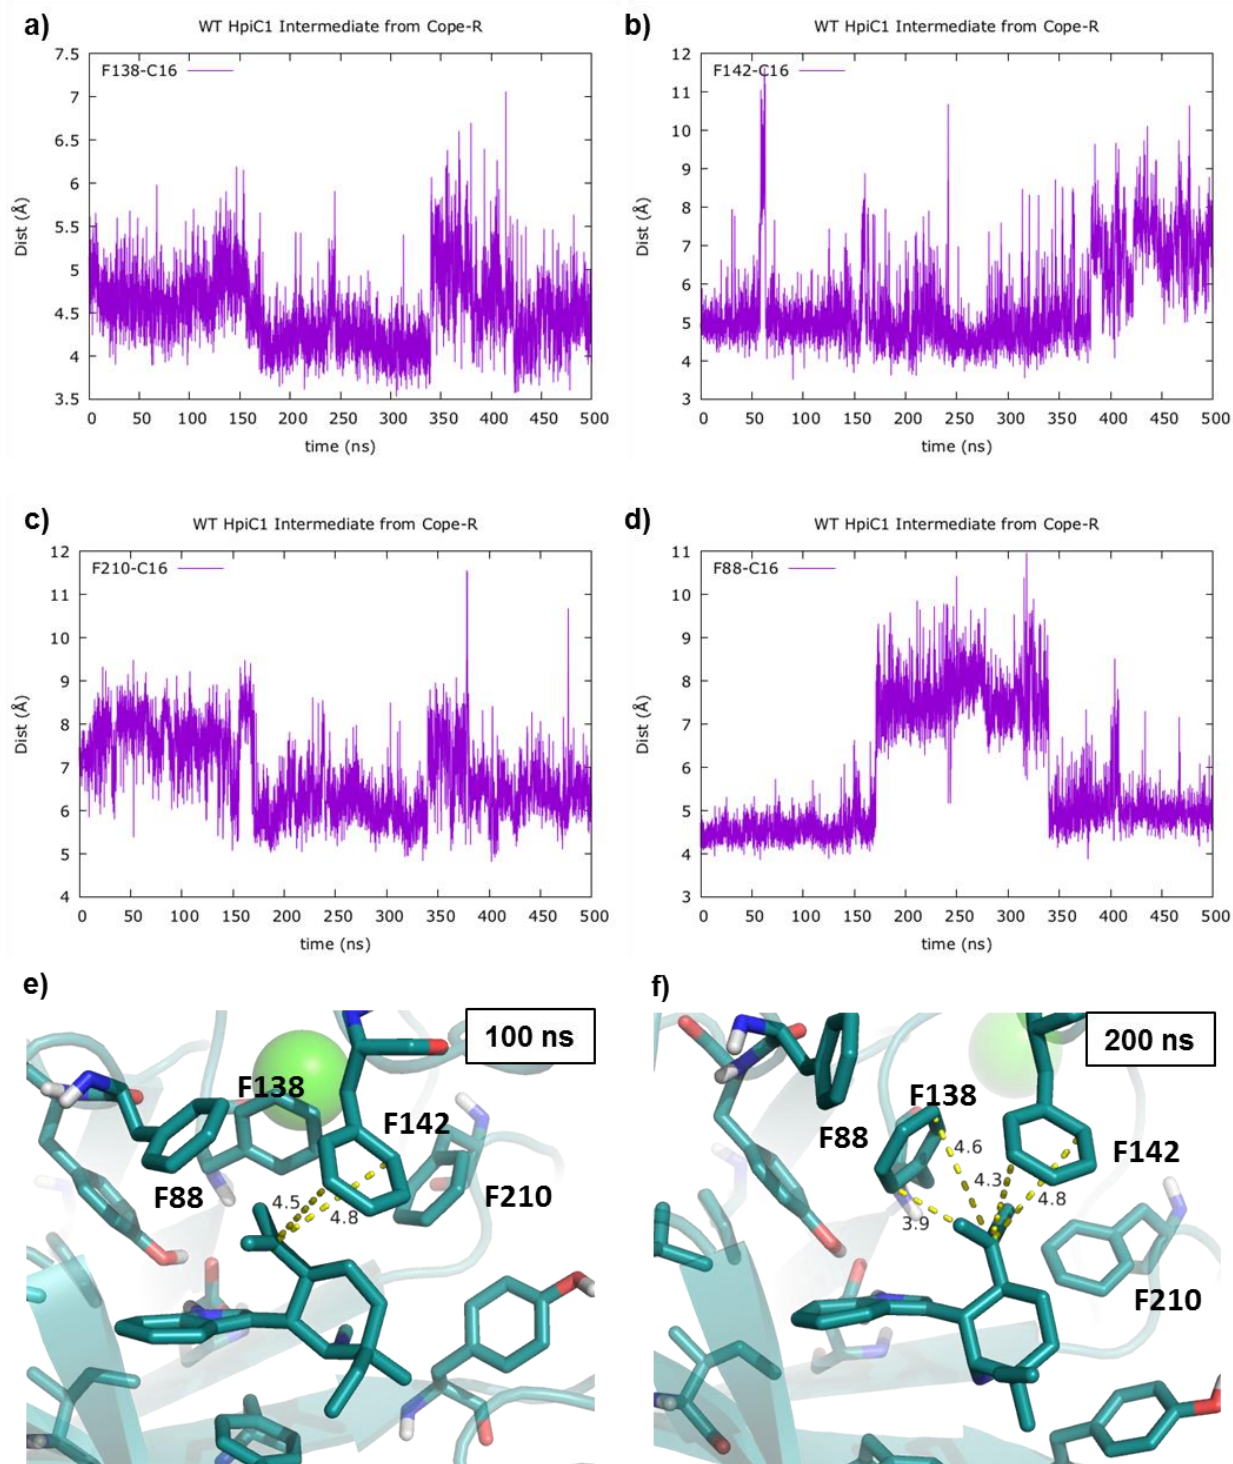 a)
WT HpiC1 Intermediate from Cope-R
F138-C16
7.5
7
6.5
6
5.5
5
4.5
4
3.5
Dist (Å)
0 50 100 150 200 250 300 350 400 450 500
time (ns)
b)
WT HpiC1 Intermediate from Cope-R
F142-C16
12
11
10
9
8
7
6
5
4
3
Dist (Å)
0 50 100 150 200 250 300 350 400 450 500
time (ns)
c)
WT HpiC1 Intermediate from Cope-R
F210-C16
12
11
10
9
8
7
6
5
4
Dist (Å)
0 50 100 150 200 250 300 350 400 450 500
time (ns)
d)
WT HpiC1 Intermediate from Cope-R
F88-C16
11
10
9
8
7
6
5
4
3
Dist (Å)
0 50 100 150 200 250 300 350 400 450 500
time (ns)
e)
100 ns
F138
F142
F88
F210
4.5
4.8
f)
200 ns
F138
F88
F142
4.6
4.3
4.8
3.9
F210